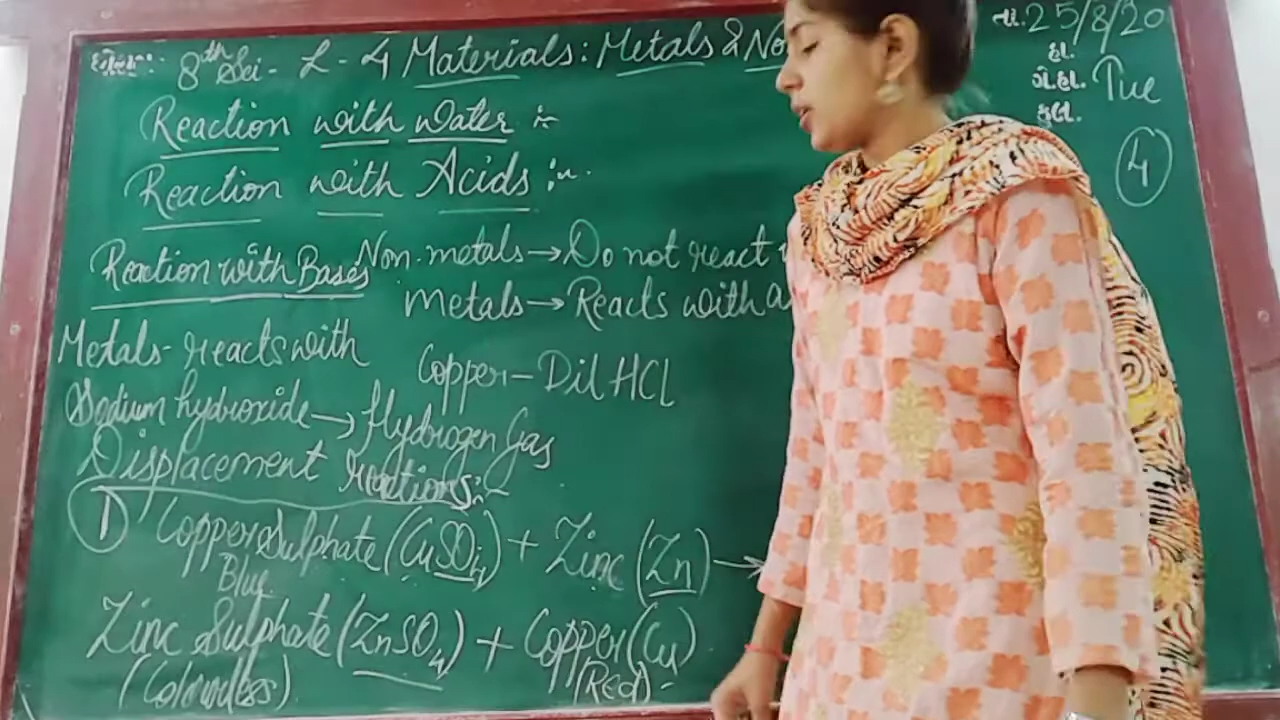 8th Sci - L - 4 Materials: Metals & No
તા. 25/8/20
હા.
ગે.હા. Tue
કુલ.
4
Reaction with Water :-
Reaction with Acids :-
Non-metals → Do not react
Metals → Reacts with a
Copper - Dil HCL
Reaction with Bases
Metals - reacts with
Sodium hydroxide → Hydrogen Gas
Displacement reactions :-
1 Copper Sulphate (CuSO4) + Zinc (Zn) →
Blue
Zinc Sulphate (ZnSO4) + Copper (Cu)
(Colourless) (Red) -